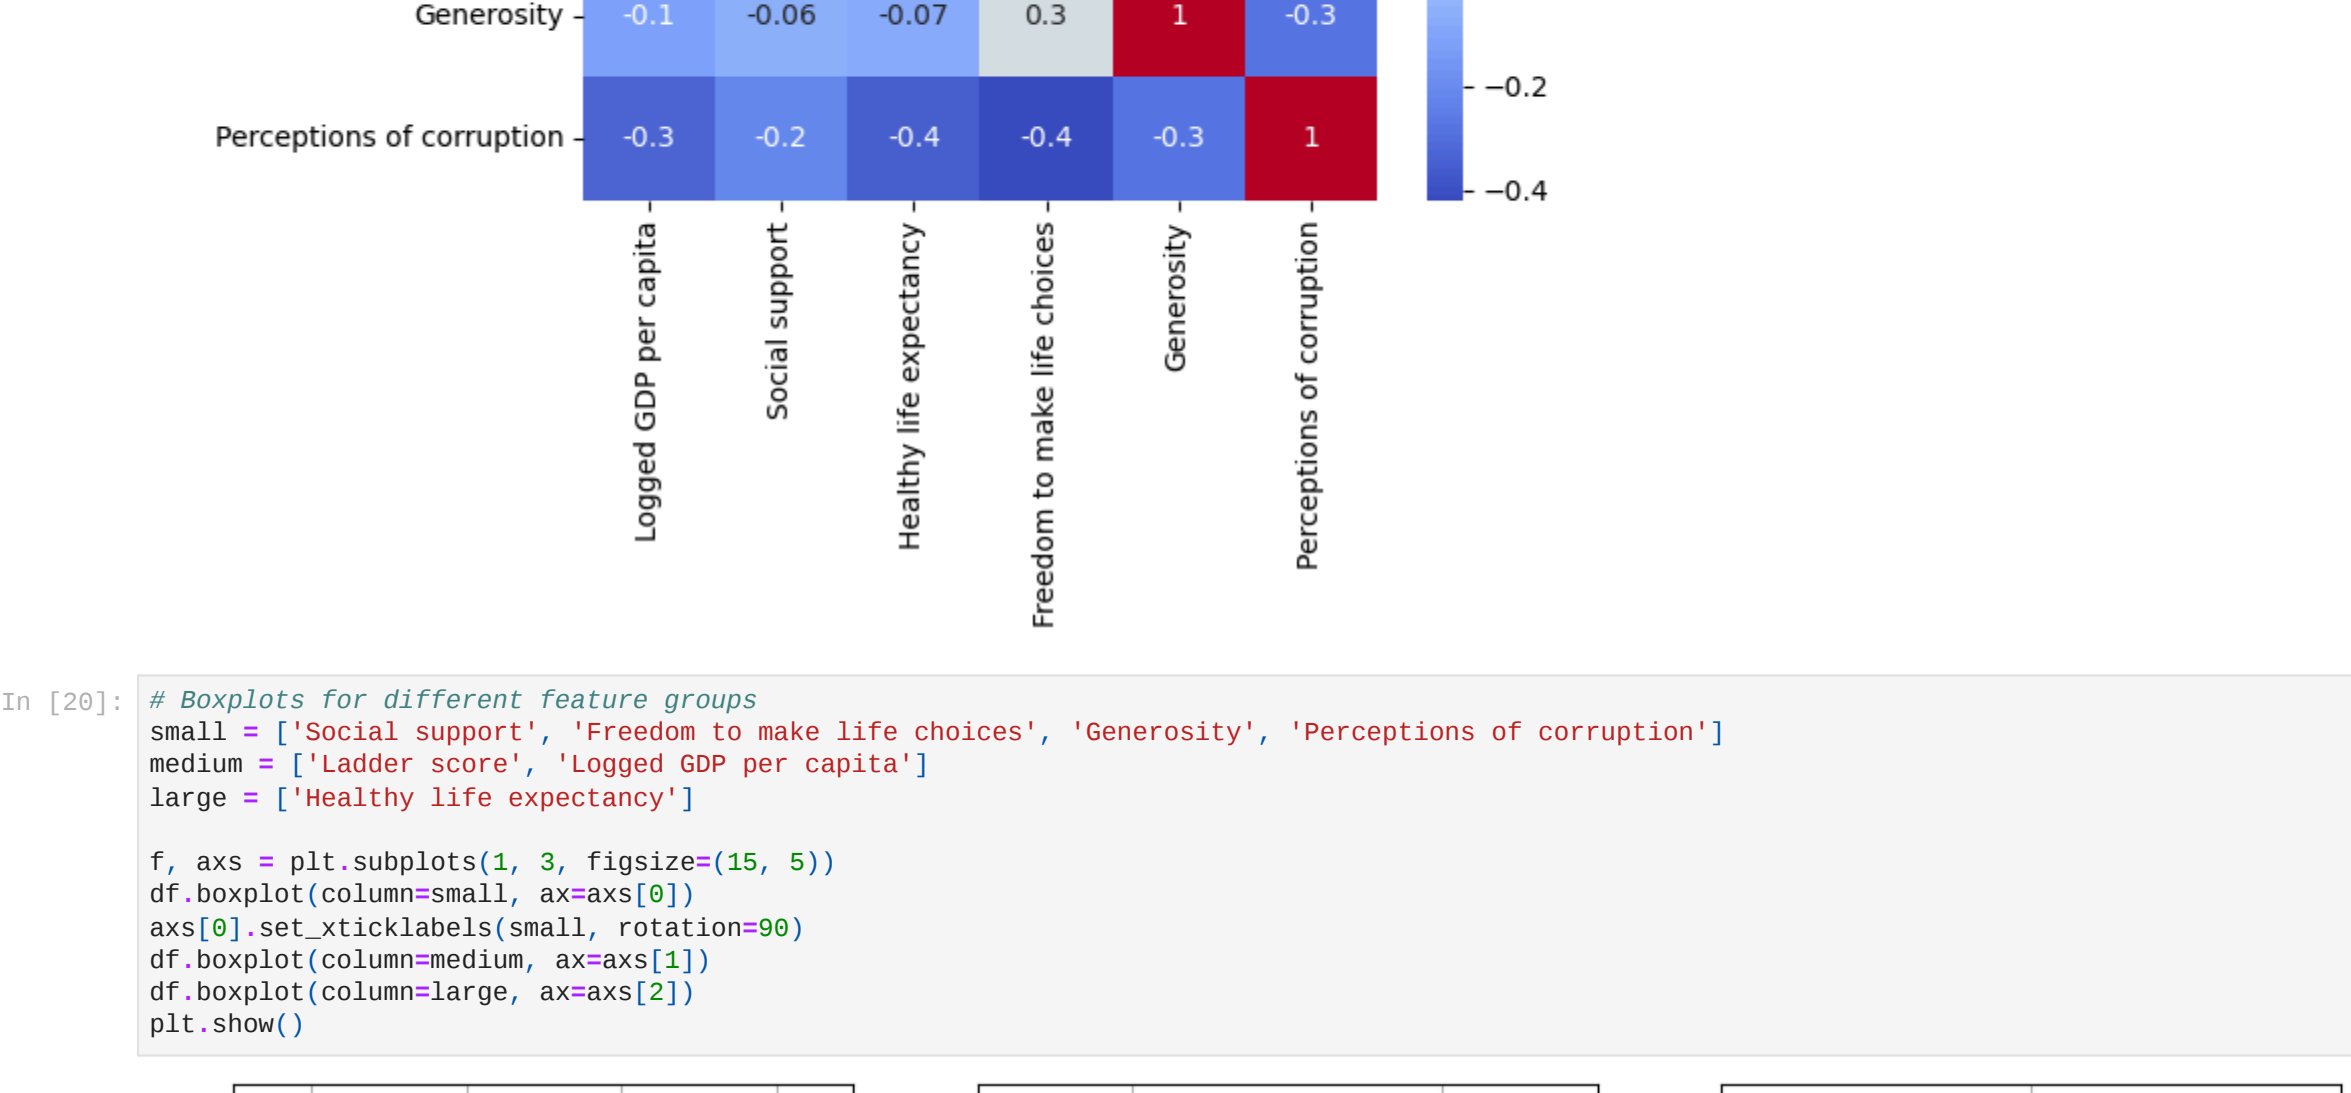 Generosity -0.1 -0.06 -0.07 0.3 1 -0.3
−0.2
Perceptions of corruption -0.3 -0.2 -0.4 -0.4 -0.3 1
−0.4
Logged GDP per capita
Social support
Healthy life expectancy
Freedom to make life choices
Generosity
Perceptions of corruption
In [20]:
# Boxplots for different feature groups
small = ['Social support', 'Freedom to make life choices', 'Generosity', 'Perceptions of corruption']
medium = ['Ladder score', 'Logged GDP per capita']
large = ['Healthy life expectancy']
f, axs = plt.subplots(1, 3, figsize=(15, 5))
df.boxplot(column=small, ax=axs[0])
axs[0].set_xticklabels(small, rotation=90)
df.boxplot(column=medium, ax=axs[1])
df.boxplot(column=large, ax=axs[2])
plt.show()